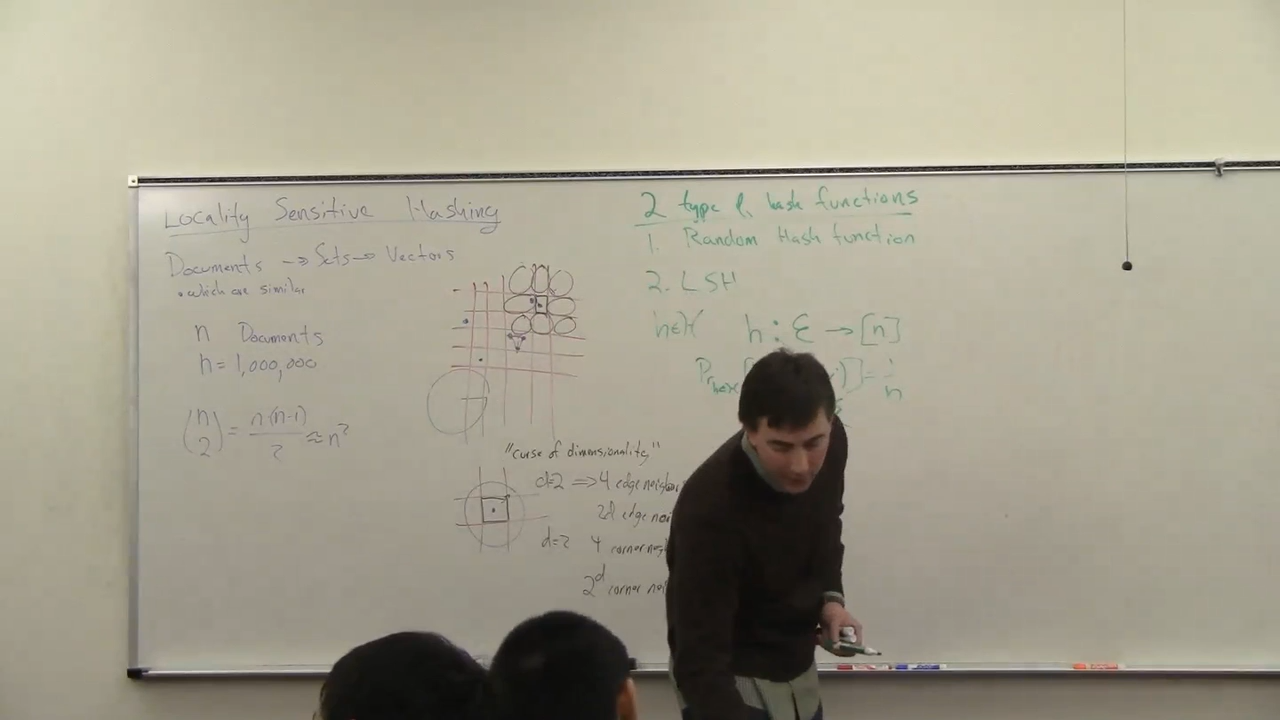 Locality Sensitive Hashing
Documents → Sets → Vectors
• which are similar
n Documents
n = 1,000,000
(n 2) = n(n-1) / 2 ≈ n²
"curse of dimensionality"
d=2 ⇒ 4 edge neighbors
2d edge nei
d=2 4 corner nei
2^d corner nei
2 type of hash functions
1. Random Hash function
2. LSH
h∈H h : Σ → [n]
Pr h∈H [ )] = 1/n